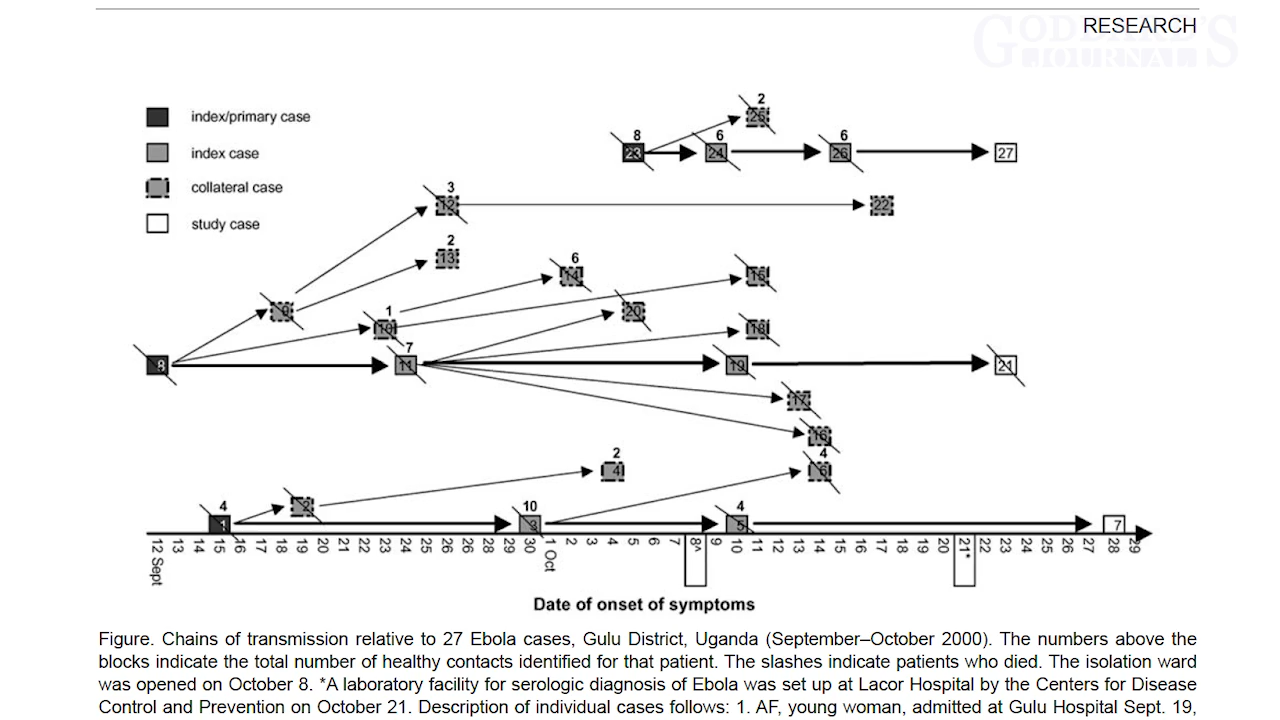 GODDARD'S
JOURNAL
RESEARCH
index/primary case
index case
collateral case
study case
2
25
8 6 6
23 24 26 27
3
12 22
2
13
6
14 15
9
1
10 20
18
7
8 11 19 21
17
16
2 4
4 6
4 2 10 4
1 3 5 7
12 Sept 13 14 15 16 17 18 19 20 21 22 23 24 25 26 26 28 29 30 1 Oct 2 3 4 5 6 7 8^ 9 10 11 12 13 14 15 16 17 18 19 20 21* 22 23 24 25 26 27 28 29
Date of onset of symptoms
Figure. Chains of transmission relative to 27 Ebola cases, Gulu District, Uganda (September–October 2000). The numbers above the
blocks indicate the total number of healthy contacts identified for that patient. The slashes indicate patients who died. The isolation ward
was opened on October 8. *A laboratory facility for serologic diagnosis of Ebola was set up at Lacor Hospital by the Centers for Disease
Control and Prevention on October 21. Description of individual cases follows: 1. AF, young woman, admitted at Gulu Hospital Sept. 19,